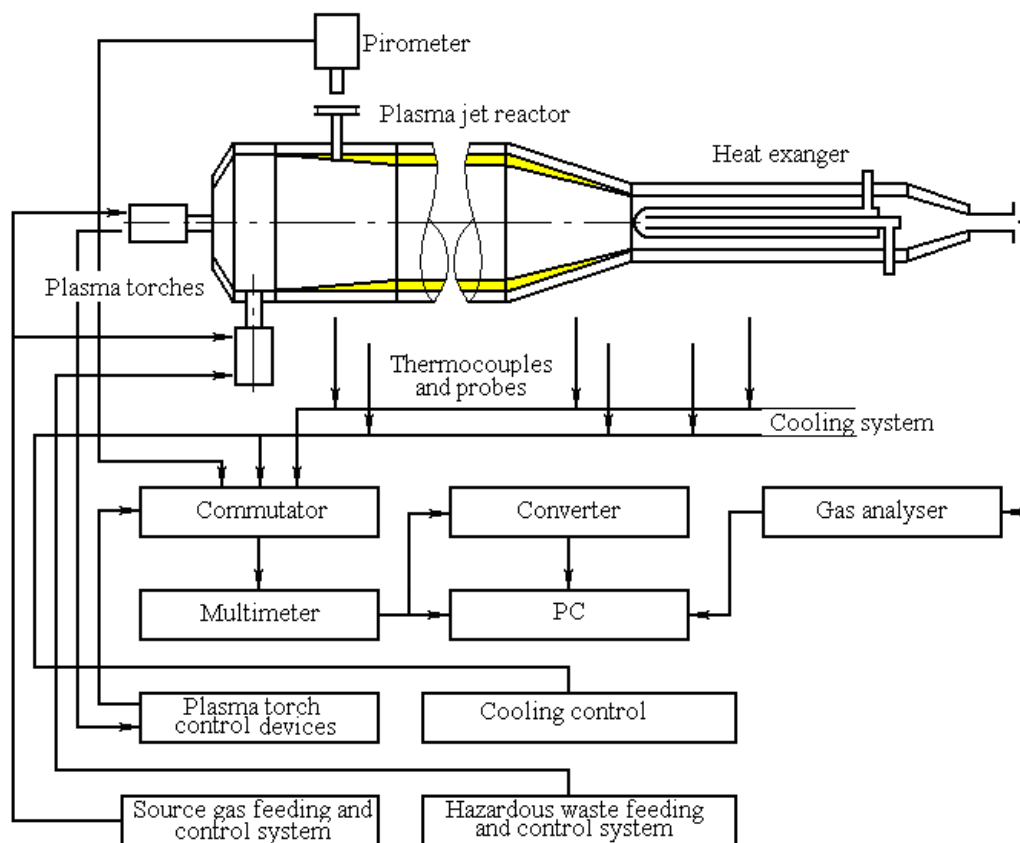 Pirometer
Plasma jet reactor
Heat exanger
Plasma torches
Thermocouples
and probes
Cooling system
Commutator
Converter
Gas analyser
Multimeter
PC
Plasma torch
control devices
Cooling control
Source gas feeding and
control system
Hazardous waste feeding
and control system